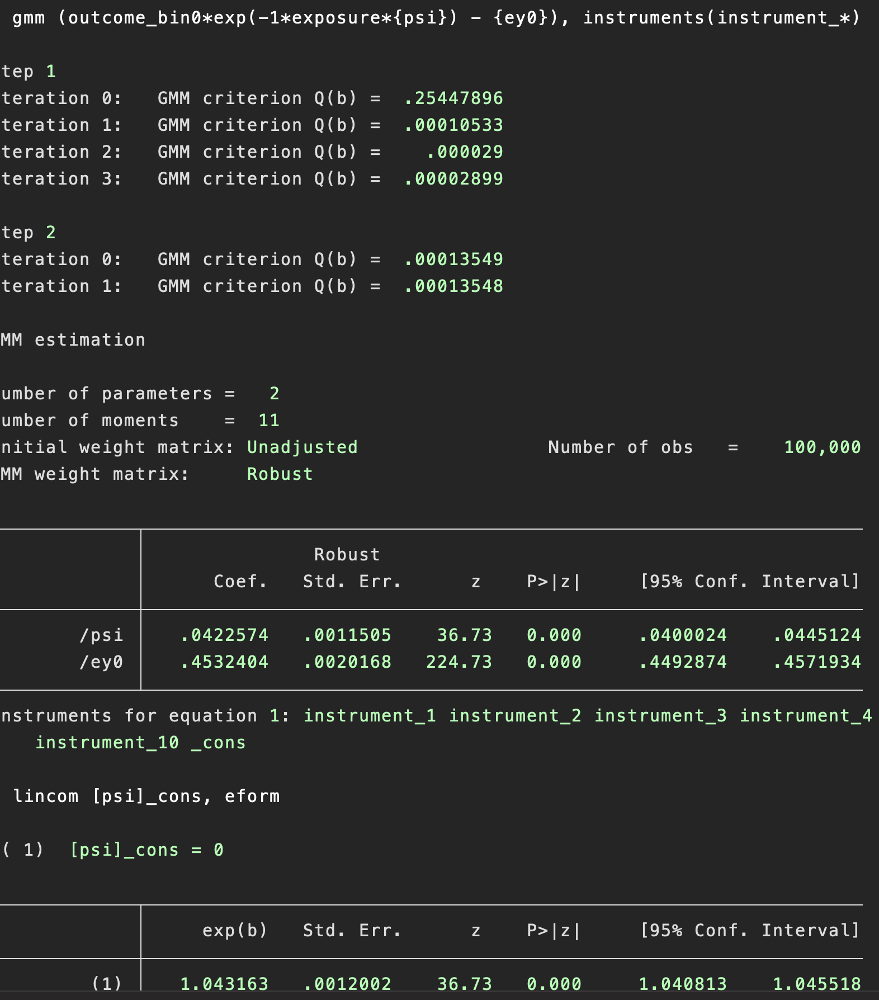 gmm (outcome_bin0*exp(-1*exposure*{psi}) - {ey0}), instruments(instrument_*)
tep 1
teration 0:   GMM criterion Q(b) =  .25447896
teration 1:   GMM criterion Q(b) =  .00010533
teration 2:   GMM criterion Q(b) =    .000029
teration 3:   GMM criterion Q(b) =  .00002899
tep 2
teration 0:   GMM criterion Q(b) =  .00013549
teration 1:   GMM criterion Q(b) =  .00013548
MM estimation
umber of parameters =   2
umber of moments    =  11
nitial weight matrix: Unadjusted                 Number of obs   =    100,000
MM weight matrix:     Robust
Robust
Coef.   Std. Err.      z    P>|z|     [95% Conf. Interval]
/psi     .0422574   .0011505    36.73   0.000     .0400024    .0445124
/ey0     .4532404   .0020168   224.73   0.000     .4492874    .4571934
nstruments for equation 1: instrument_1 instrument_2 instrument_3 instrument_4
instrument_10 _cons
lincom [psi]_cons, eform
( 1)  [psi]_cons = 0
exp(b)   Std. Err.      z    P>|z|     [95% Conf. Interval]
(1)     1.043163   .0012002    36.73   0.000     1.040813    1.045518